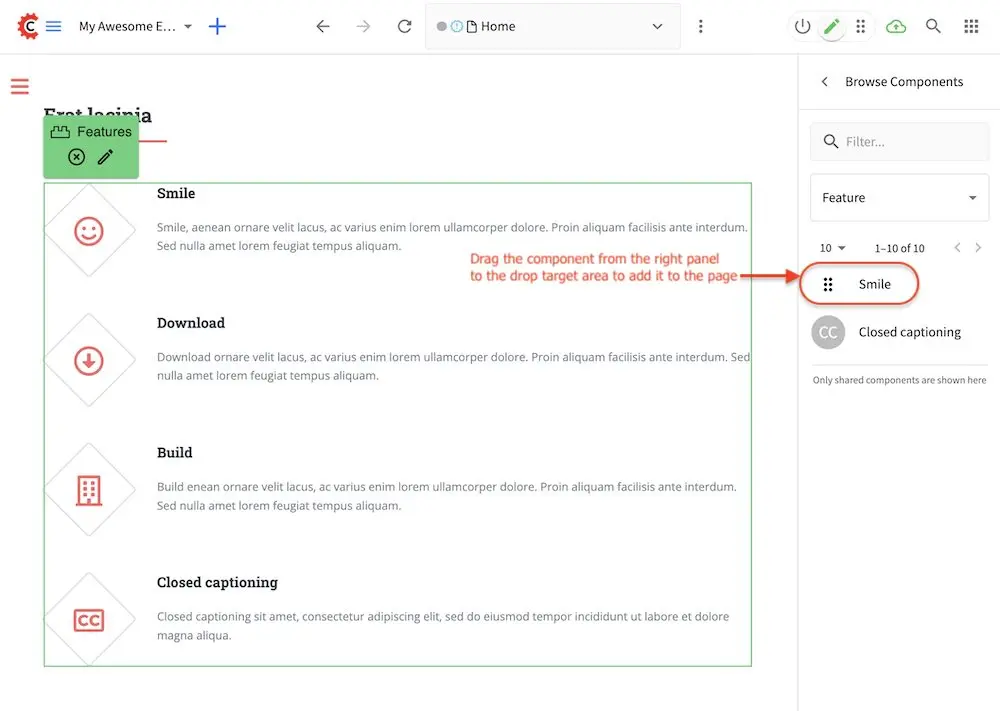 My Awesome E...
Home
Browse Components
Filter...
Feature
10
1–10 of 10
Smile
CC
Closed captioning
Only shared components are shown here
Erat lacinia
Features
Smile
Smile, aenean ornare velit lacus, ac varius enim lorem ullamcorper dolore. Proin aliquam facilisis ante interdum.
Sed nulla amet lorem feugiat tempus aliquam.
Drag the component from the right panel
to the drop target area to add it to the page
Download
Download ornare velit lacus, ac varius enim lorem ullamcorper dolore. Proin aliquam facilisis ante interdum. Sed
nulla amet lorem feugiat tempus aliquam.
Build
Build enean ornare velit lacus, ac varius enim lorem ullamcorper dolore. Proin aliquam facilisis ante interdum.
Sed nulla amet lorem feugiat tempus aliquam.
Closed captioning
CC
Closed captioning sit amet, consectetur adipiscing elit, sed do eiusmod tempor incididunt ut labore et dolore
magna aliqua.